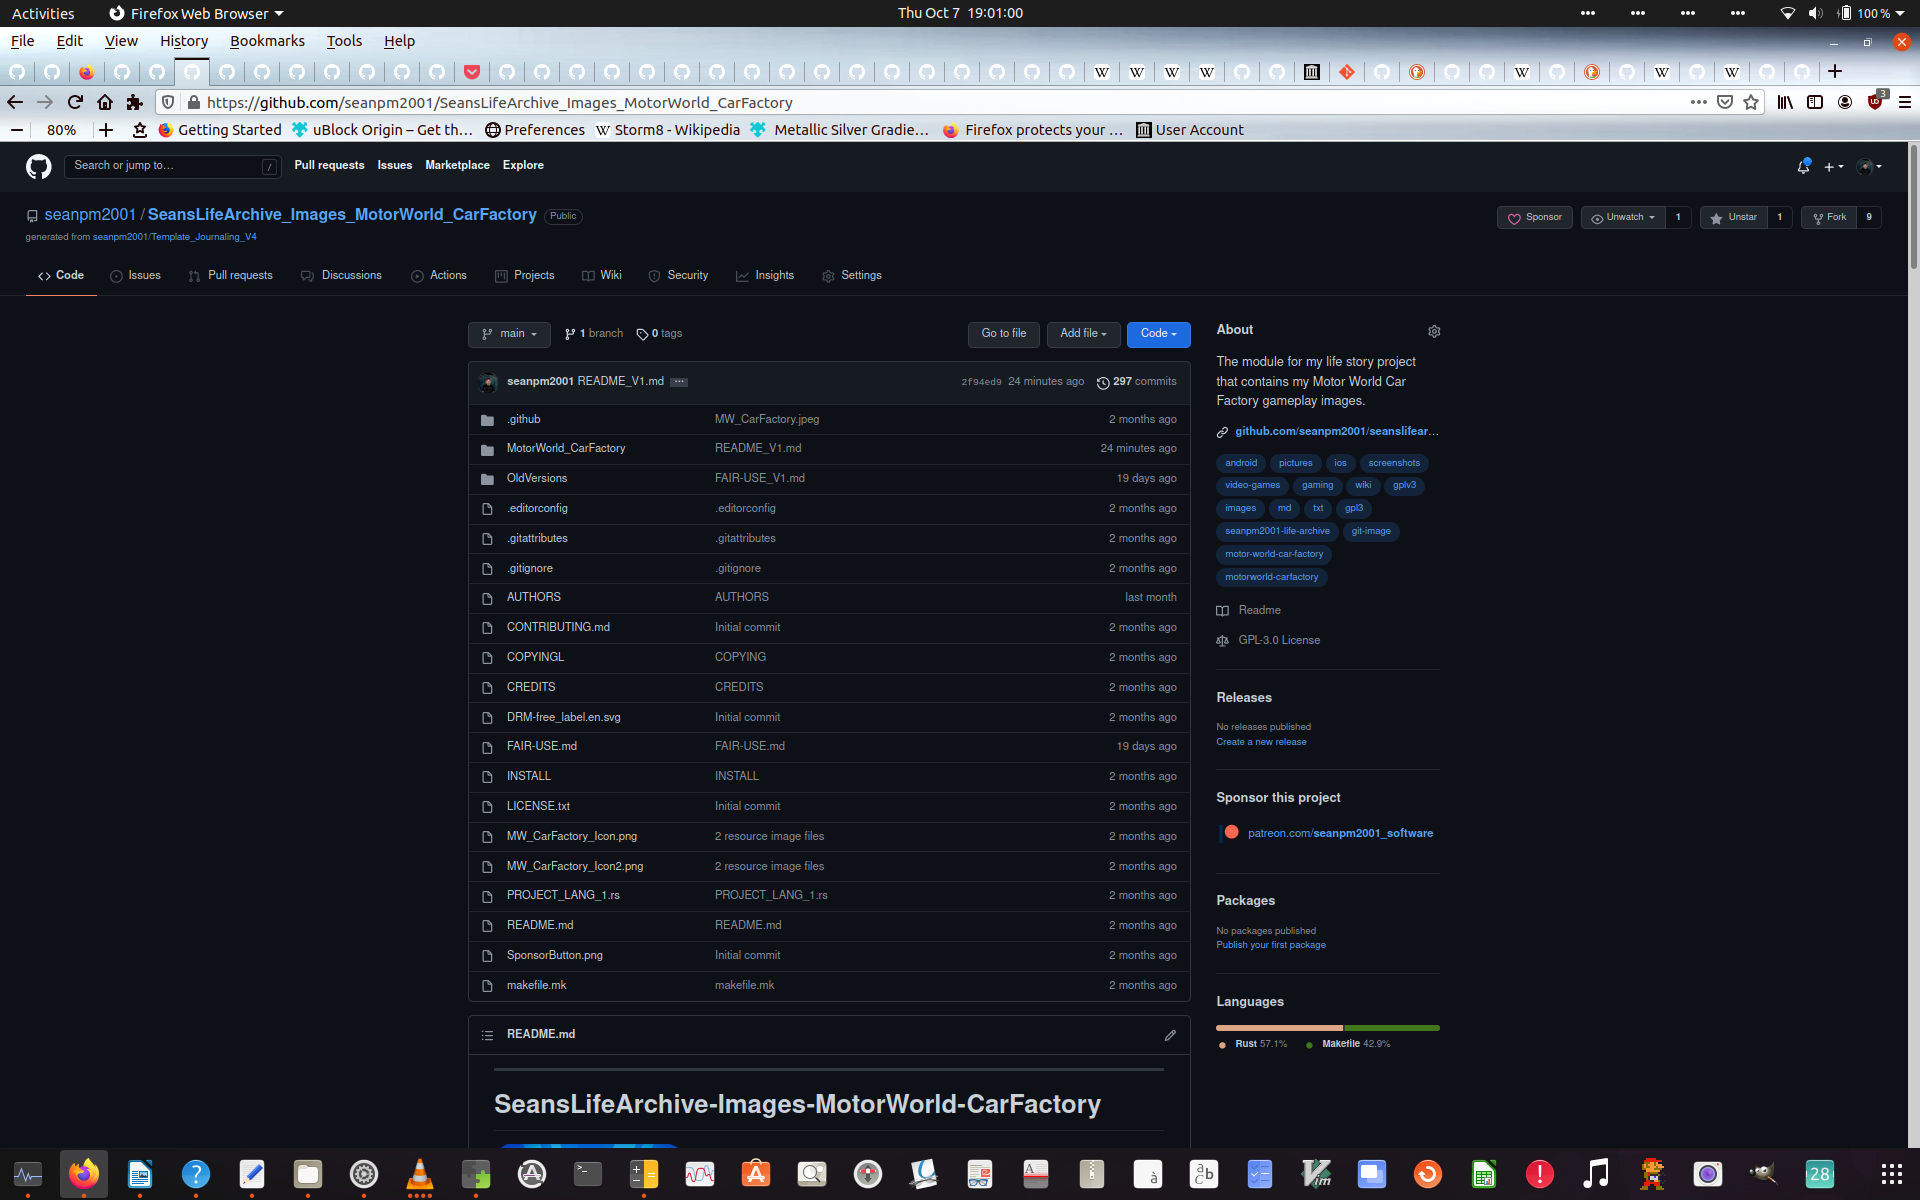 Activities Firefox Web Browser Thu Oct 7 19:01:00 100 %
File Edit View History Bookmarks Tools Help
https://github.com/seanpm2001/SeansLifeArchive_Images_MotorWorld_CarFactory 3
80% Getting Started uBlock Origin – Get th… Preferences Storm8 - Wikipedia Metallic Silver Gradie… Firefox protects your … User Account
Search or jump to… / Pull requests Issues Marketplace Explore
seanpm2001 / SeansLifeArchive_Images_MotorWorld_CarFactory Public Sponsor Unwatch 1 Unstar 1 Fork 9
generated from seanpm2001/Template_Journaling_V4
Code Issues Pull requests Discussions Actions Projects Wiki Security Insights Settings
main 1 branch 0 tags Go to file Add file Code
seanpm2001 README_V1.md ... 2f94ed9 24 minutes ago 297 commits
.github MW_CarFactory.jpeg 2 months ago
MotorWorld_CarFactory README_V1.md 24 minutes ago
OldVersions FAIR-USE_V1.md 19 days ago
.editorconfig .editorconfig 2 months ago
.gitattributes .gitattributes 2 months ago
.gitignore .gitignore 2 months ago
AUTHORS AUTHORS last month
CONTRIBUTING.md Initial commit 2 months ago
COPYINGL COPYING 2 months ago
CREDITS CREDITS 2 months ago
DRM-free_label.en.svg Initial commit 2 months ago
FAIR-USE.md FAIR-USE.md 19 days ago
INSTALL INSTALL 2 months ago
LICENSE.txt Initial commit 2 months ago
MW_CarFactory_Icon.png 2 resource image files 2 months ago
MW_CarFactory_Icon2.png 2 resource image files 2 months ago
PROJECT_LANG_1.rs PROJECT_LANG_1.rs 2 months ago
README.md README.md 2 months ago
SponsorButton.png Initial commit 2 months ago
makefile.mk makefile.mk 2 months ago
README.md
SeansLifeArchive-Images-MotorWorld-CarFactory
About
The module for my life story project
that contains my Motor World Car
Factory gameplay images.
github.com/seanpm2001/seanslifear…
android pictures ios screenshots
video-games gaming wiki gplv3
images md txt gpl3
seanpm2001-life-archive git-image
motor-world-car-factory
motorworld-carfactory
Readme
GPL-3.0 License
Releases
No releases published
Create a new release
Sponsor this project
patreon.com/seanpm2001_software
Packages
No packages published
Publish your first package
Languages
Rust 57.1% Makefile 42.9%
28